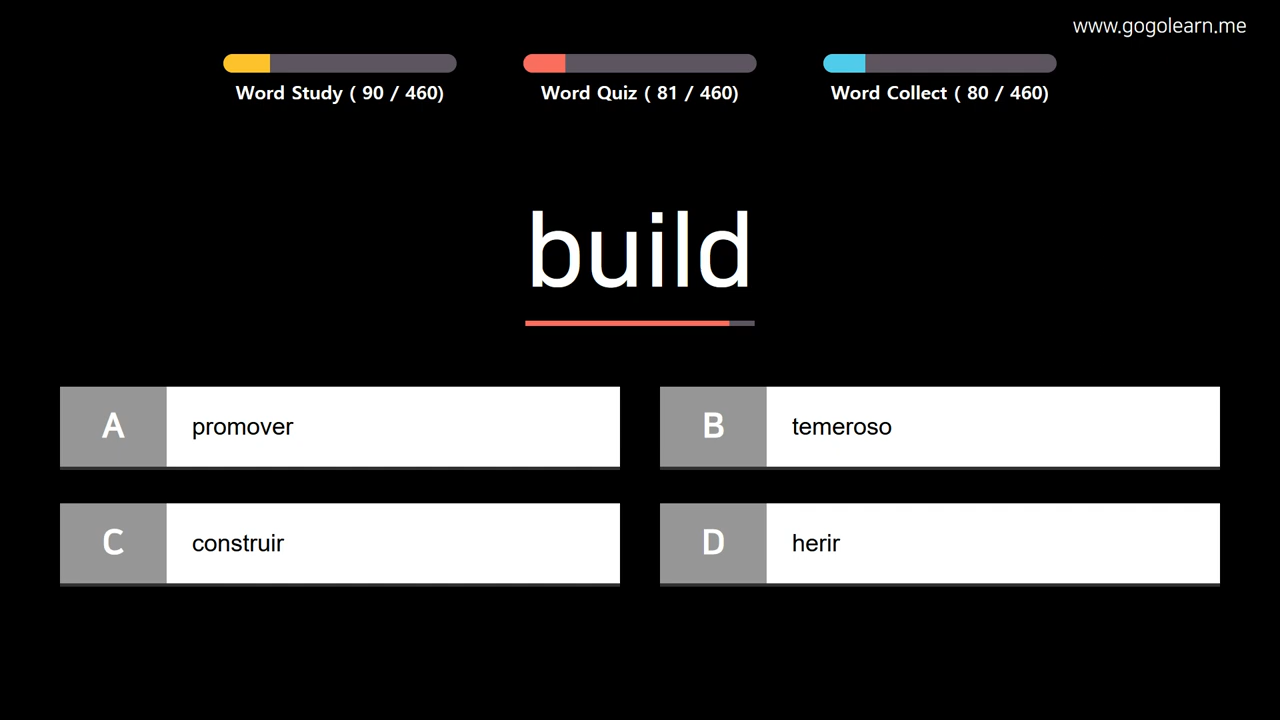 www.gogolearn.me
Word Study ( 90 / 460)
Word Quiz ( 81 / 460)
Word Collect ( 80 / 460)
build
A promover
B temeroso
C construir
D herir